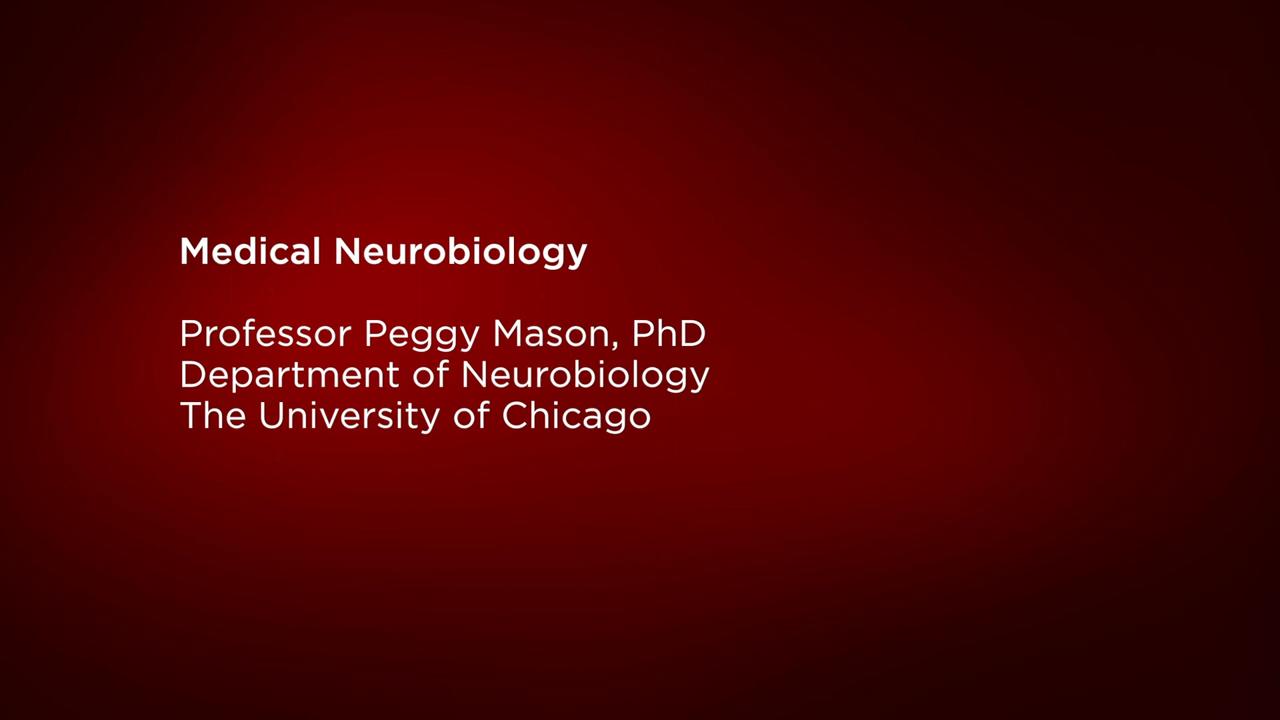 Medical Neurobiology
Professor Peggy Mason, PhD
Department of Neurobiology
The University of Chicago